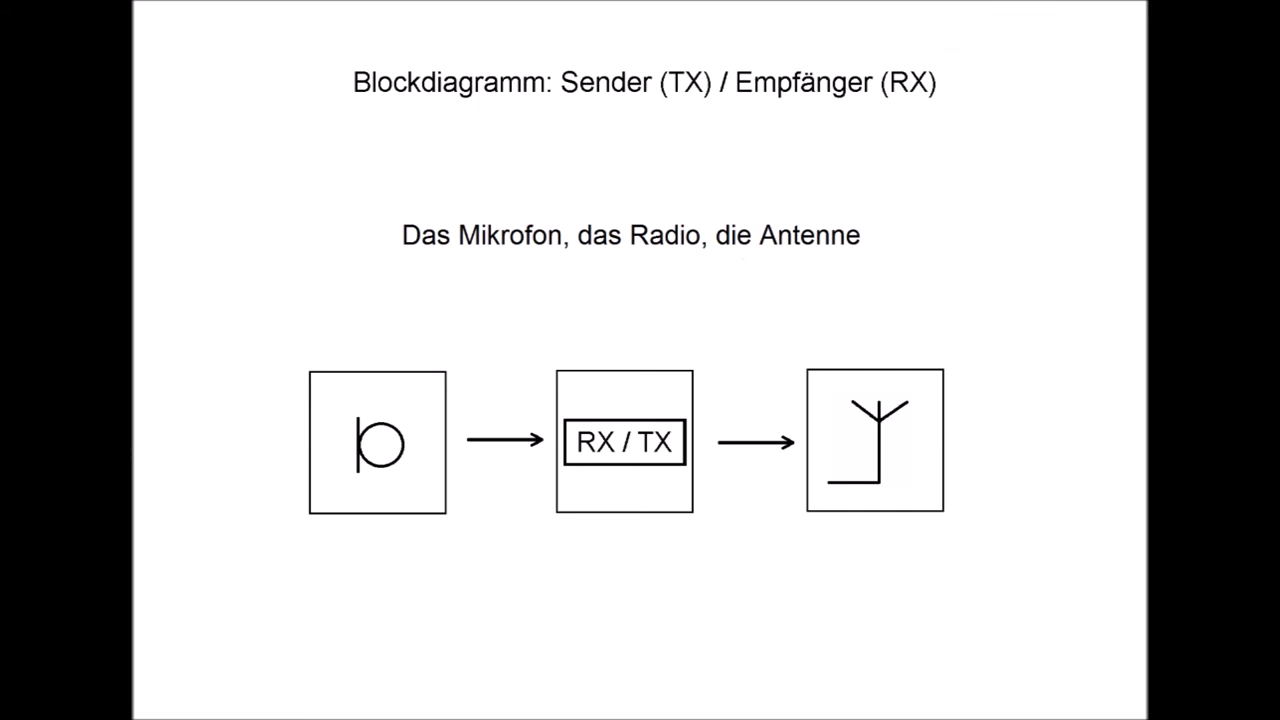 Blockdiagramm: Sender (TX) / Empfänger (RX)
Das Mikrofon, das Radio, die Antenne
RX / TX